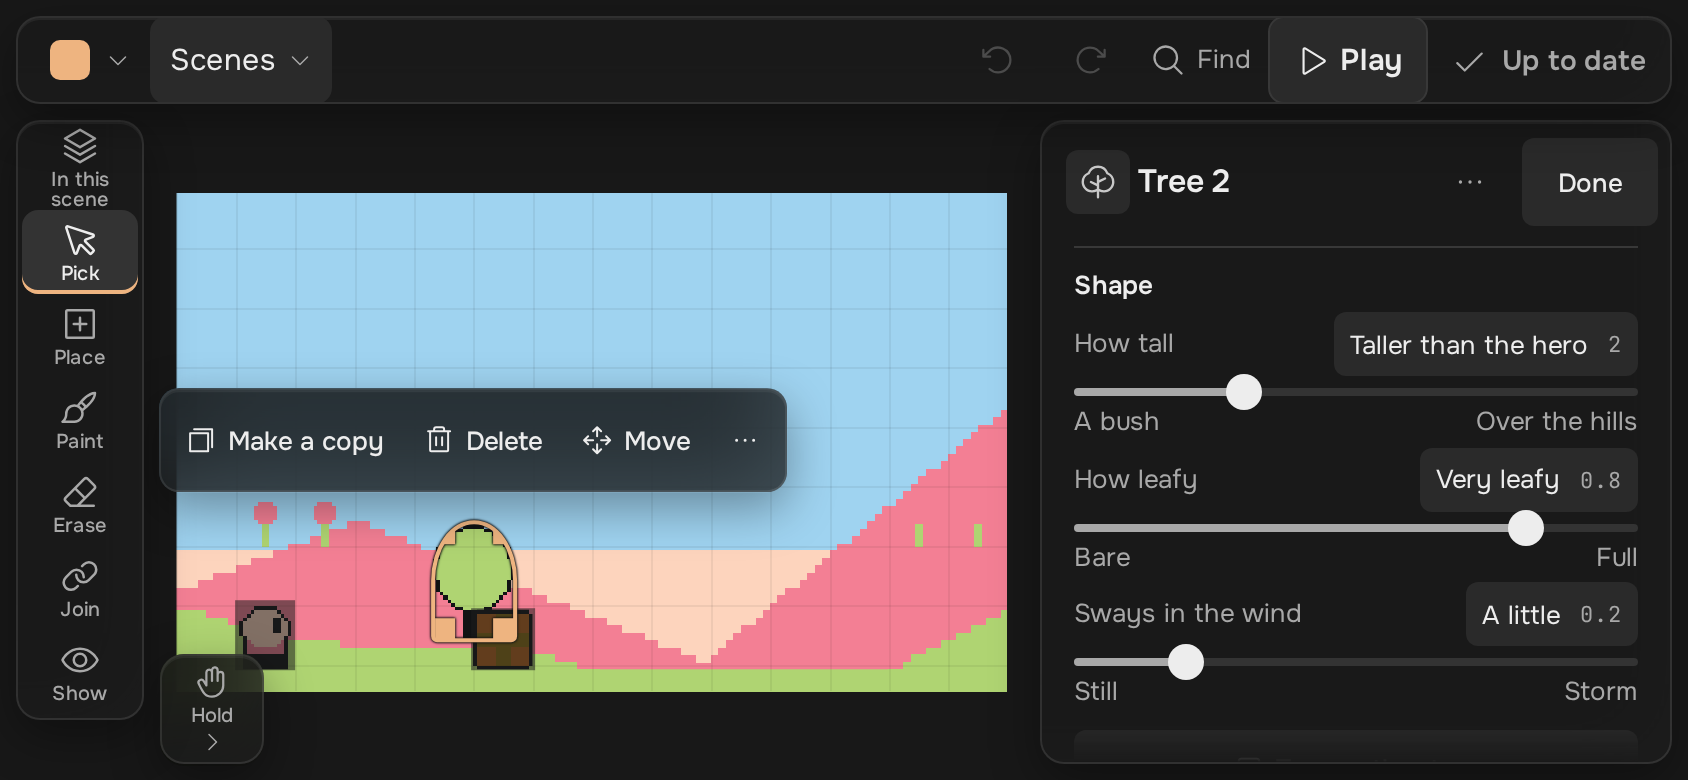 Scenes
Find
Play
Up to date
In this
scene
Pick
Place
Paint
Erase
Join
Show
Make a copy
Delete
Move
Hold
Tree 2
Done
Shape
How tall
Taller than the hero 2
A bush
Over the hills
How leafy
Very leafy 0.8
Bare
Full
Sways in the wind
A little 0.2
Still
Storm